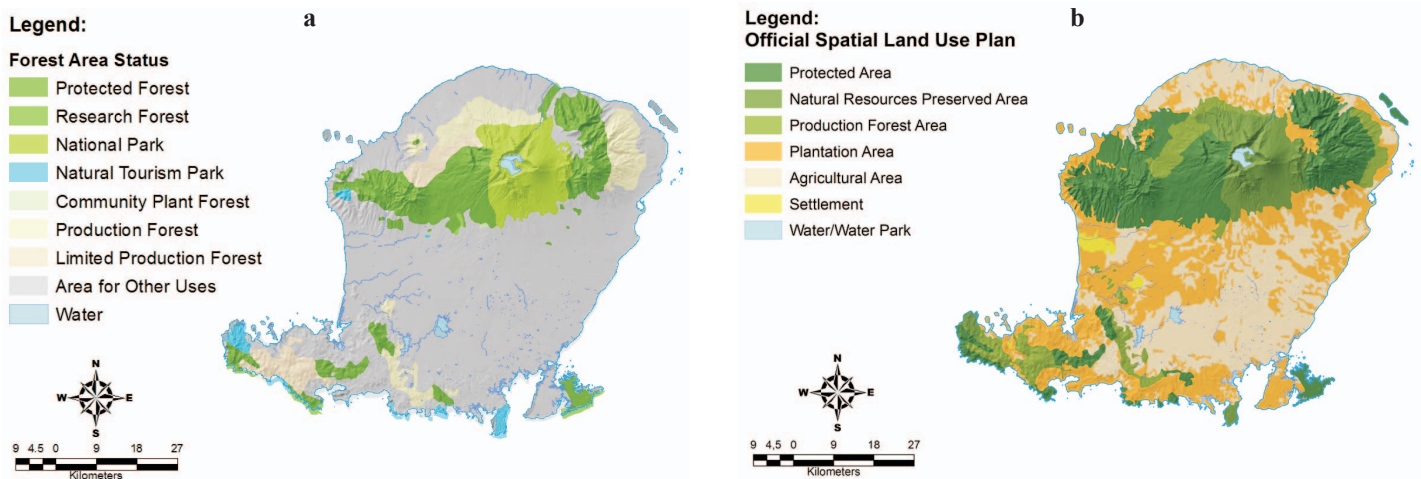 Legend:
a
Forest Area Status
Protected Forest
Research Forest
National Park
Natural Tourism Park
Community Plant Forest
Production Forest
Limited Production Forest
Area for Other Uses
Water
N
W E
S
9 4.5 0 9 18 27
Kilometers
Legend:
b
Official Spatial Land Use Plan
Protected Area
Natural Resources Preserved Area
Production Forest Area
Plantation Area
Agricultural Area
Settlement
Water/Water Park
N
W E
S
9 4,5 0 9 18 27
Kilometers